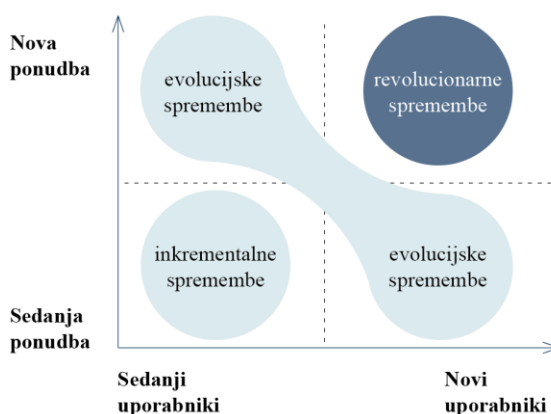 Nova
ponudba
evolucijske
spremembe
revolucionarne
spremembe
inkrementalne
spremembe
evolucijske
spremembe
Sedanja
ponudba
Sedanji
uporabniki
Novi
uporabniki